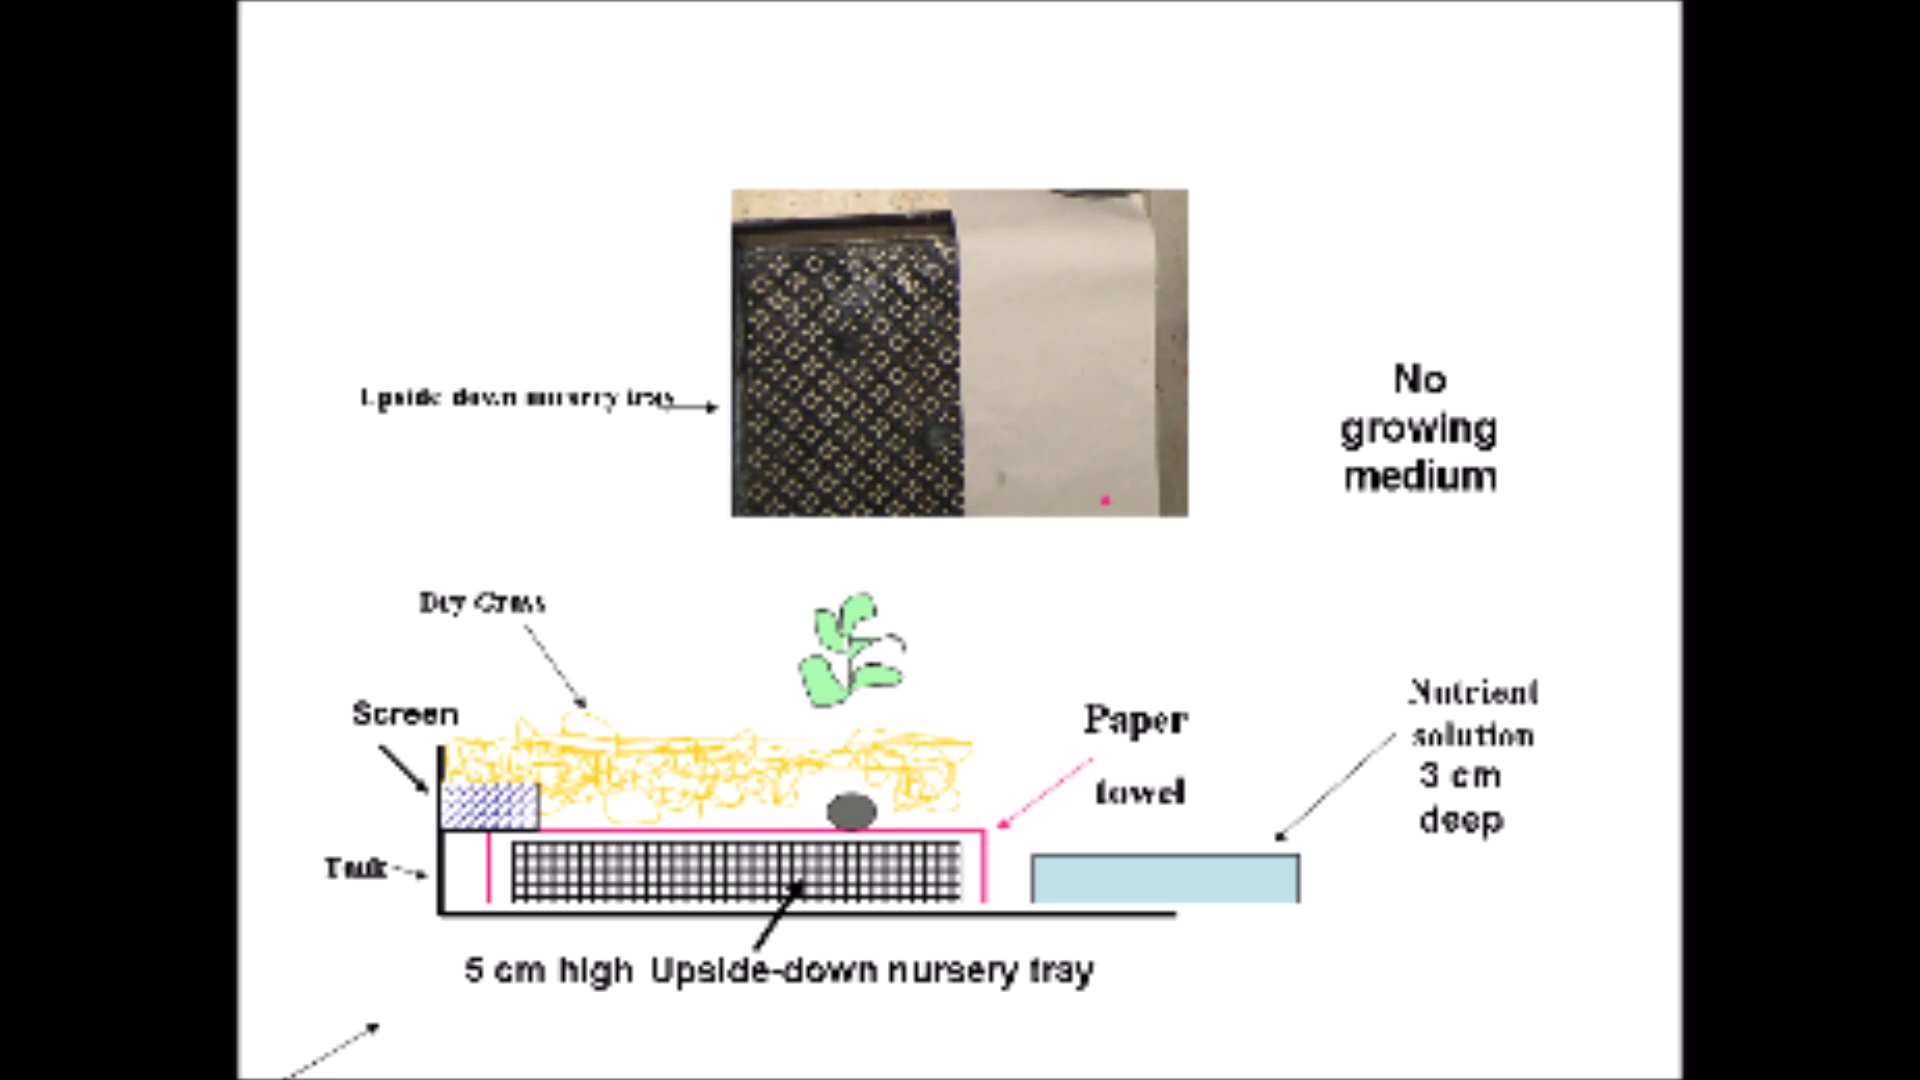 Upside down nursery tray
No
growing
medium
Dry Grass
Screen
Paper
towel
Nutrient
solution
3 cm
deep
Tank
5 cm high Upside-down nursery tray